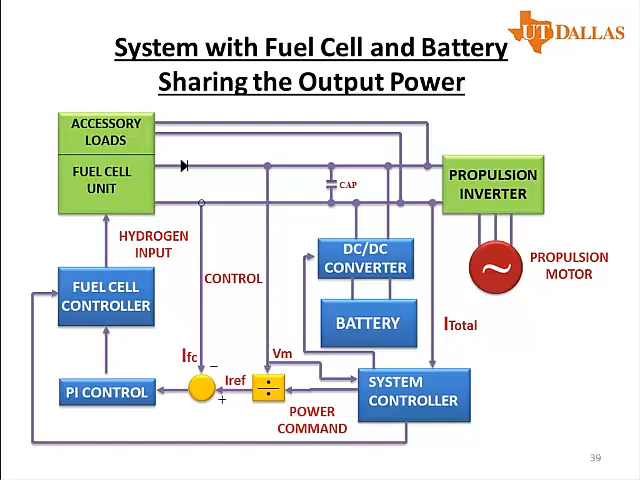 UT DALLAS
System with Fuel Cell and Battery
Sharing the Output Power
ACCESSORY
LOADS
FUEL CELL
UNIT
CAP
PROPULSION
INVERTER
HYDROGEN
INPUT
CONTROL
DC/DC
CONVERTER
PROPULSION
MOTOR
~
FUEL CELL
CONTROLLER
BATTERY
ITotal
Ifc
−
Vm
Iref
+
÷
PI CONTROL
SYSTEM
CONTROLLER
POWER
COMMAND
39